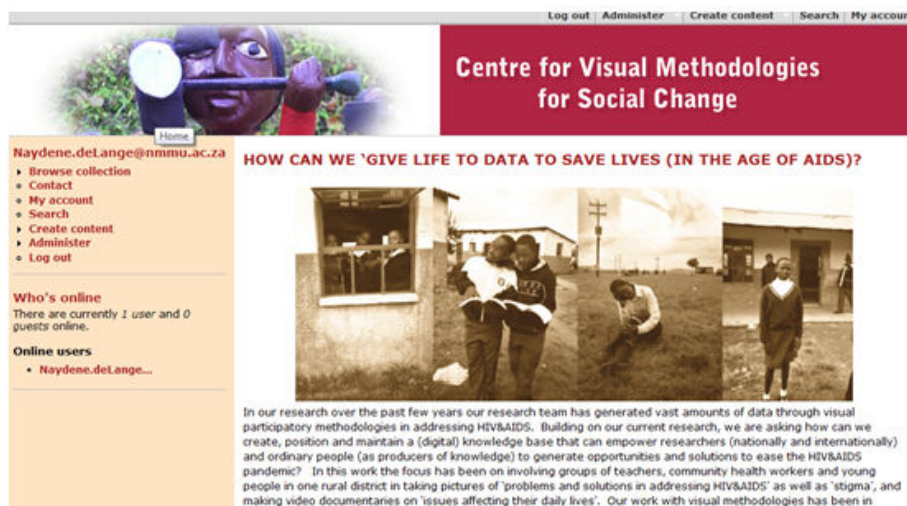 Log out Administer Create content Search My accour
Centre for Visual Methodologies
for Social Change
Home
Naydene.deLange@nmmu.ac.za
Browse collection
Contact
My account
Search
Create content
Administer
Log out
Who's online
There are currently 1 user and 0
guests online.
Online users
Naydene.deLange...
HOW CAN WE 'GIVE LIFE TO DATA TO SAVE LIVES (IN THE AGE OF AIDS)?
In our research over the past few years our research team has generated vast amounts of data through visual
participatory methodologies in addressing HIV&AIDS. Building on our current research, we are asking how can we
create, position and maintain a (digital) knowledge base that can empower researchers (nationally and internationally)
and ordinary people (as producers of knowledge) to generate opportunities and solutions to ease the HIV&AIDS
pandemic? In this work the focus has been on involving groups of teachers, community health workers and young
people in one rural district in taking pictures of 'problems and solutions in addressing HIV&AIDS' as well as 'stigma', and
making video documentaries on 'issues affecting their daily lives'. Our work with visual methodologies has been in